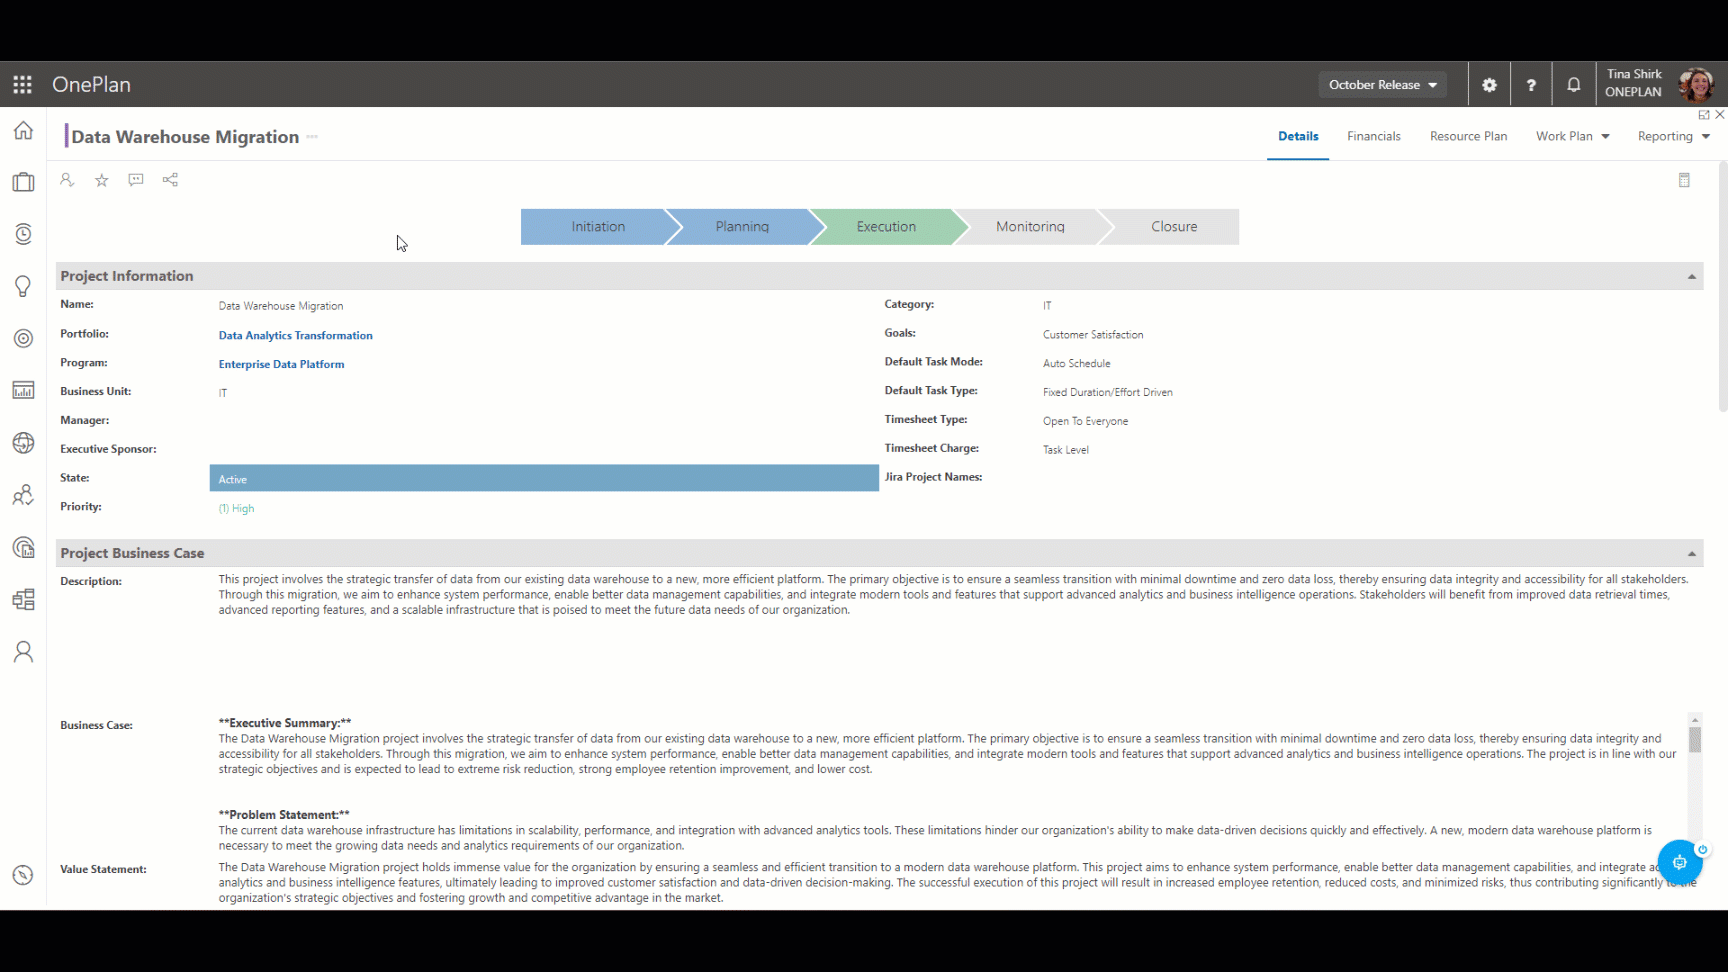 OnePlan
October Release
?
Tina Shirk
ONEPLAN
Data Warehouse Migration
Details
Financials
Resource Plan
Work Plan
Reporting
Initiation
Planning
Execution
Monitoring
Closure
Project Information
Name:
Data Warehouse Migration
Portfolio:
Data Analytics Transformation
Program:
Enterprise Data Platform
Business Unit:
IT
Manager:
Executive Sponsor:
State:
Active
Priority:
(1) High
Category:
IT
Goals:
Customer Satisfaction
Default Task Mode:
Auto Schedule
Default Task Type:
Fixed Duration/Effort Driven
Timesheet Type:
Open To Everyone
Timesheet Charge:
Task Level
Jira Project Names:
Project Business Case
Description:
This project involves the strategic transfer of data from our existing data warehouse to a new, more efficient platform. The primary objective is to ensure a seamless transition with minimal downtime and zero data loss, thereby ensuring data integrity and accessibility for all stakeholders.
Through this migration, we aim to enhance system performance, enable better data management capabilities, and integrate modern tools and features that support advanced analytics and business intelligence operations. Stakeholders will benefit from improved data retrieval times,
advanced reporting features, and a scalable infrastructure that is poised to meet the future data needs of our organization.
Business Case:
**Executive Summary:**
The Data Warehouse Migration project involves the strategic transfer of data from our existing data warehouse to a new, more efficient platform. The primary objective is to ensure a seamless transition with minimal downtime and zero data loss, thereby ensuring data integrity and
accessibility for all stakeholders. Through this migration, we aim to enhance system performance, enable better data management capabilities, and integrate modern tools and features that support advanced analytics and business intelligence operations. The project is in line with our
strategic objectives and is expected to lead to extreme risk reduction, strong employee retention improvement, and lower cost.
**Problem Statement:**
The current data warehouse infrastructure has limitations in scalability, performance, and integration with advanced analytics tools. These limitations hinder our organization's ability to make data-driven decisions quickly and effectively. A new, modern data warehouse platform is
necessary to meet the growing data needs and analytics requirements of our organization.
Value Statement:
The Data Warehouse Migration project holds immense value for the organization by ensuring a seamless and efficient transition to a modern data warehouse platform. This project aims to enhance system performance, enable better data management capabilities, and integrate
analytics and business intelligence features, ultimately leading to improved customer satisfaction and data-driven decision-making. The successful execution of this project will result in increased employee retention, reduced costs, and minimized risks, thus contributing significantly to the
organization's strategic objectives and fostering growth and competitive advantage in the market.